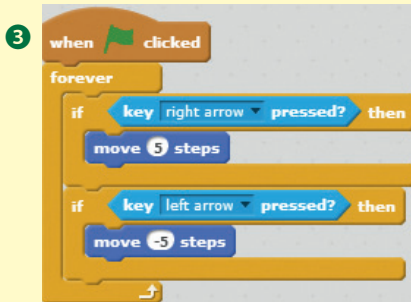 3
when clicked
forever
if key right arrow pressed? then
move 5 steps
if key left arrow pressed? then
move -5 steps